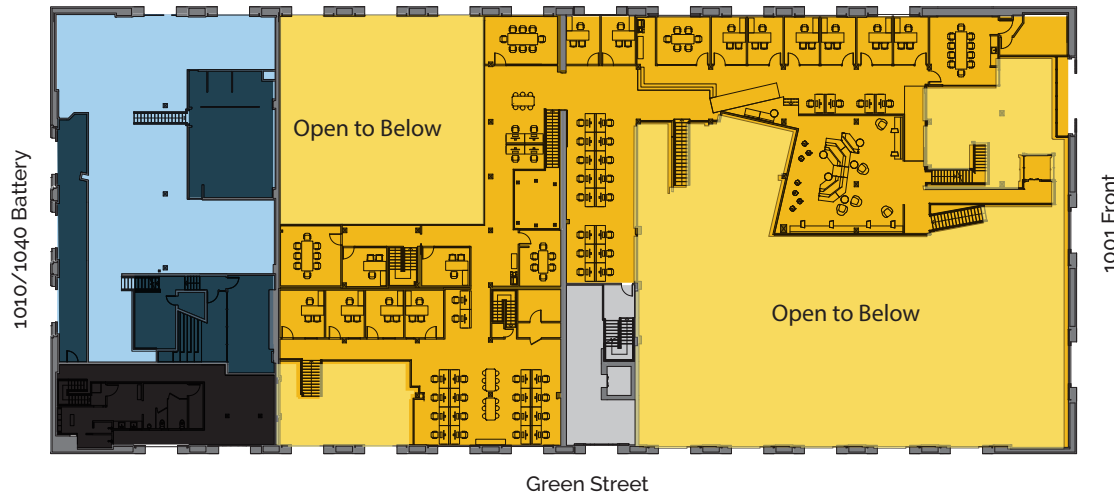 Open to Below
1010/1040 Battery
1001 Front
Open to Below
Green Street